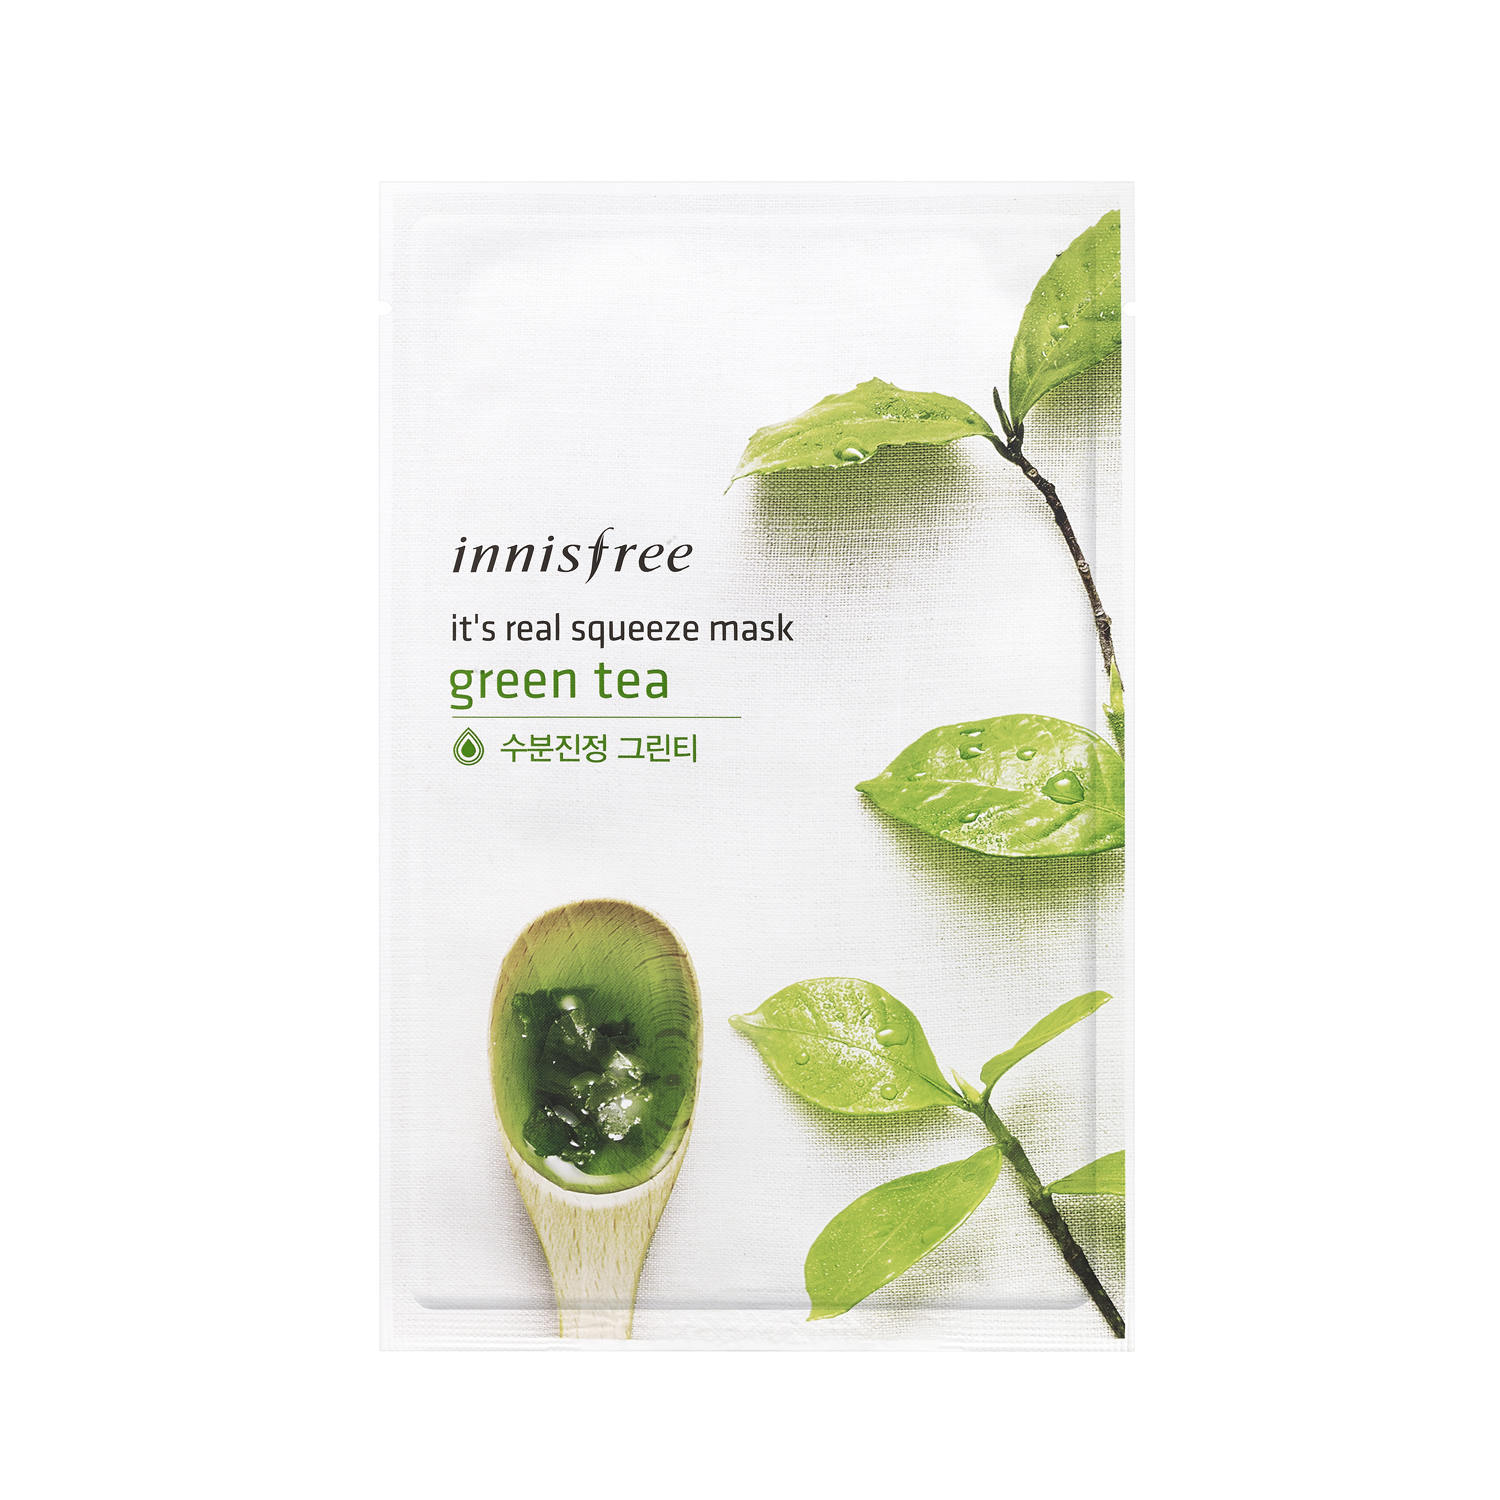 innisfree
it's real squeeze mask
green tea
수분진정 그린티